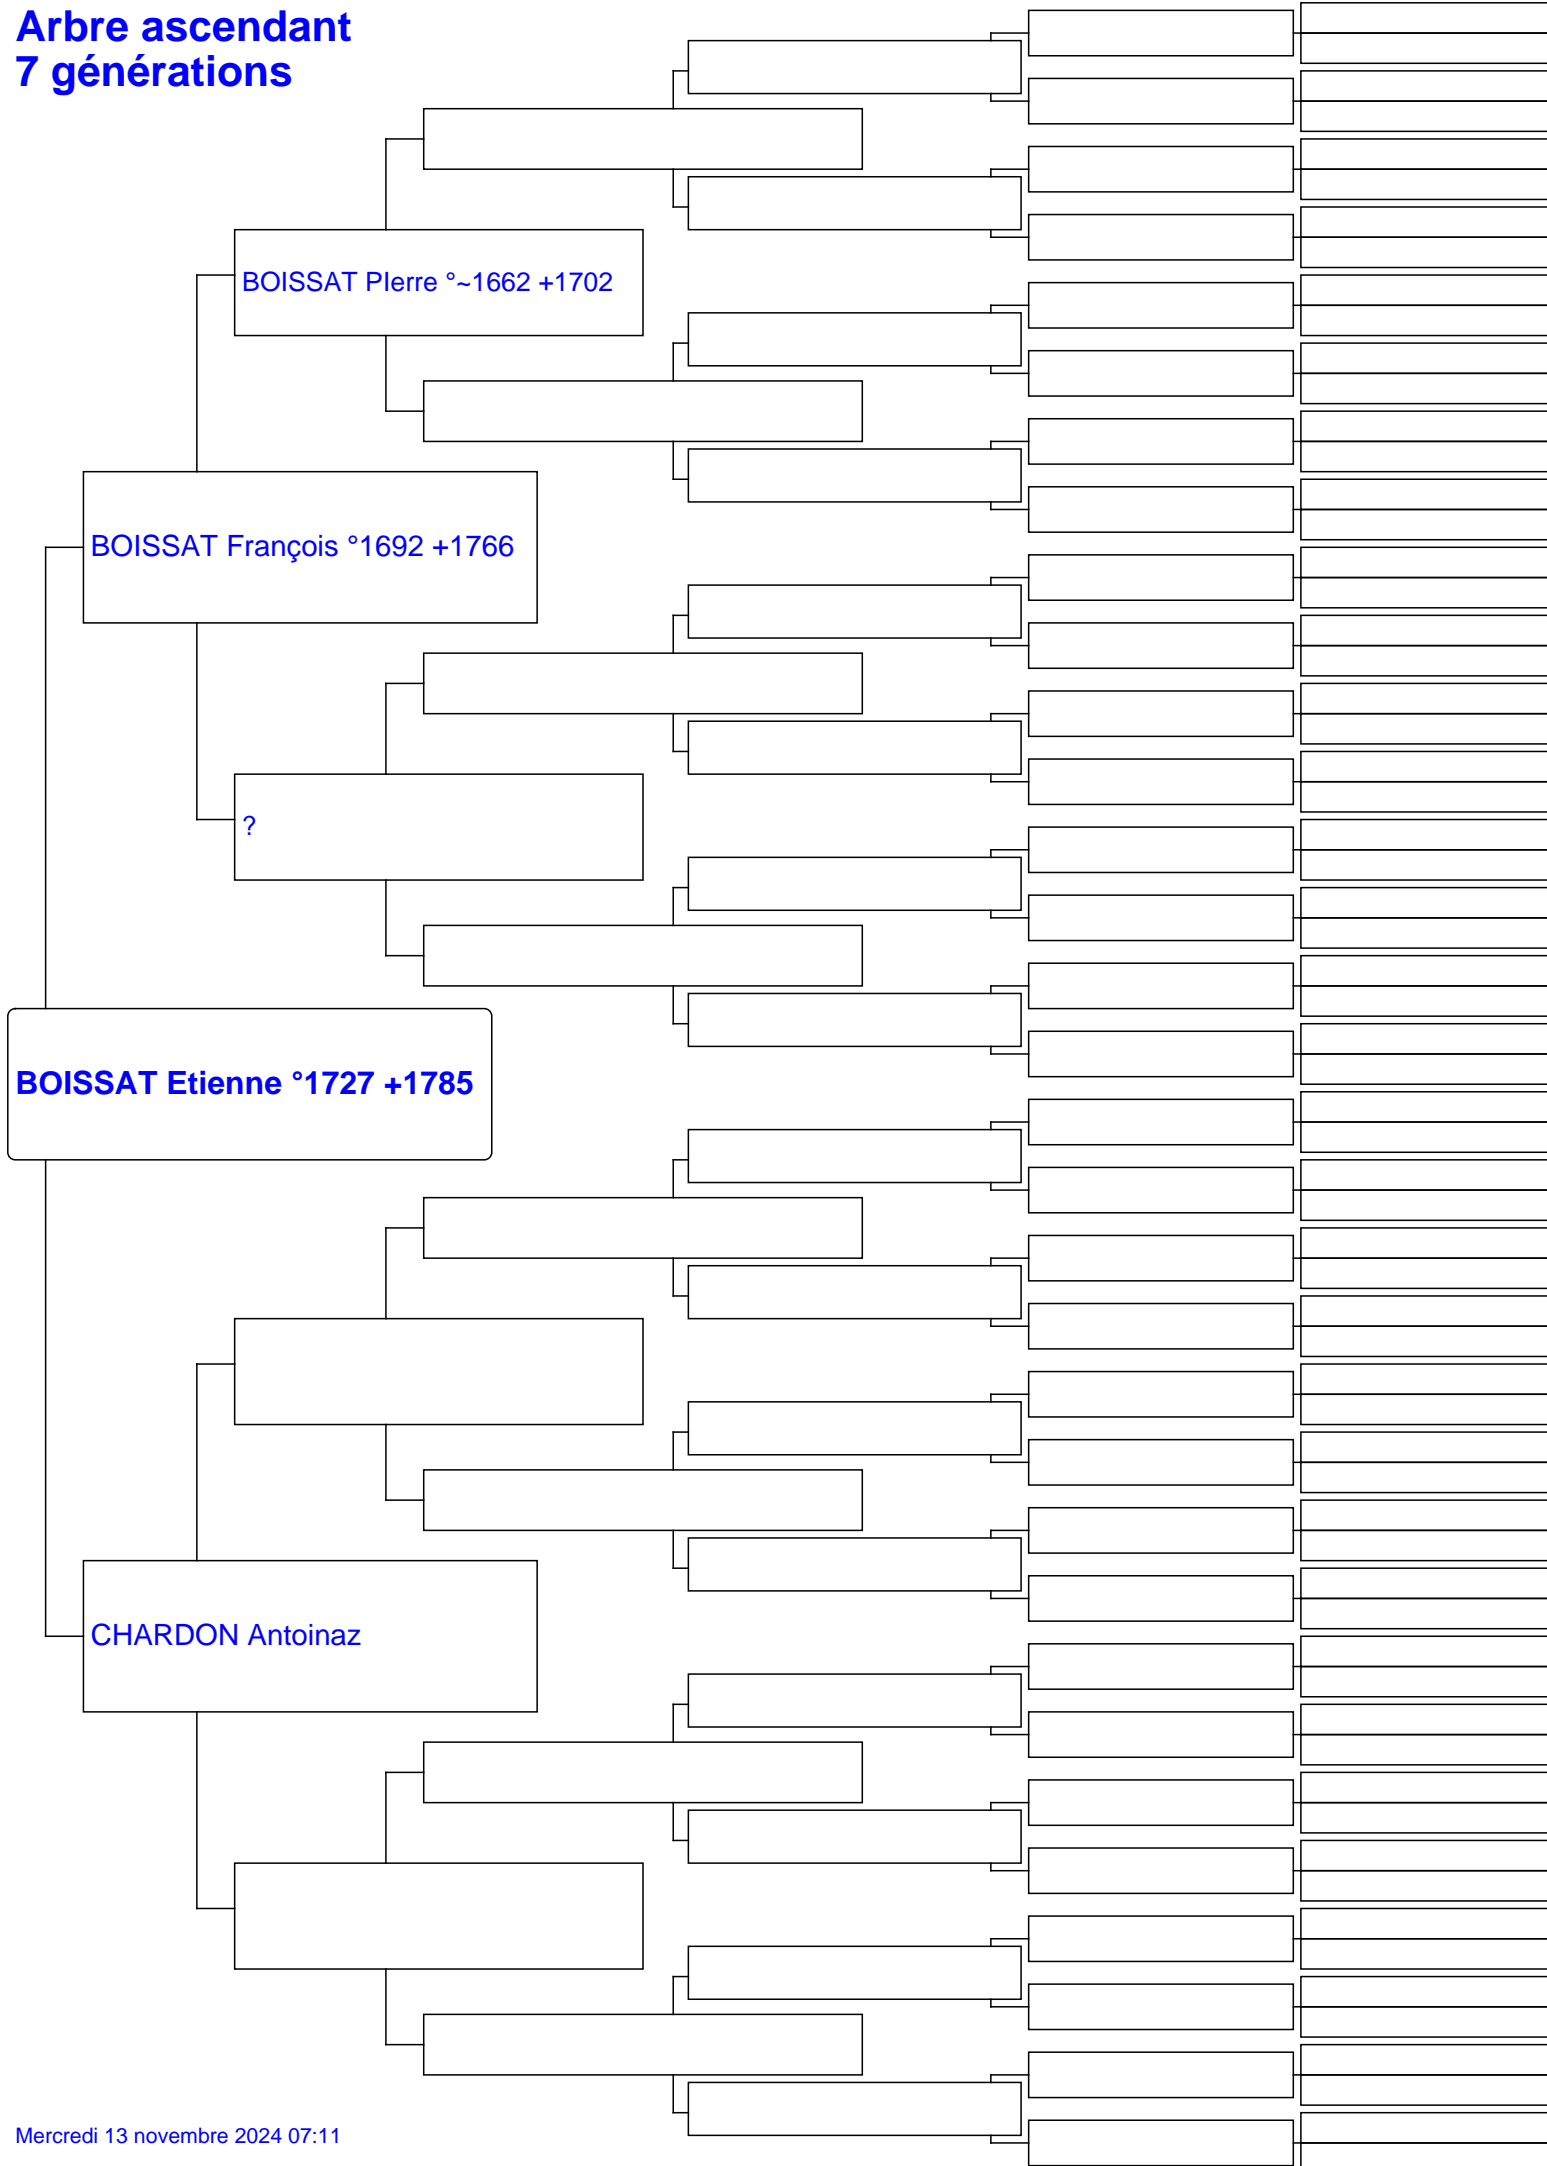 Arbre ascendant
7 générations
BOISSAT PIerre °~1662 +1702
BOISSAT François °1692 +1766
?
BOISSAT Etienne °1727 +1785
CHARDON Antoinaz
Mercredi 13 novembre 2024 07:11